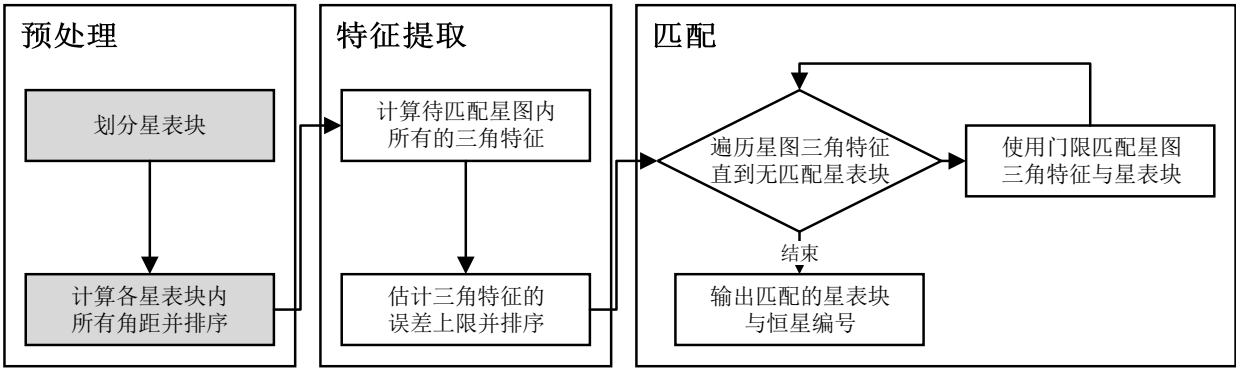 预处理
划分星表块
计算各星表块内
所有角距并排序
特征提取
计算待匹配星图内
所有的三角特征
估计三角特征的
误差上限并排序
匹配
遍历星图三角特征
直到无匹配星表块
使用门限匹配星图
三角特征与星表块
结束
输出匹配的星表块
与恒星编号